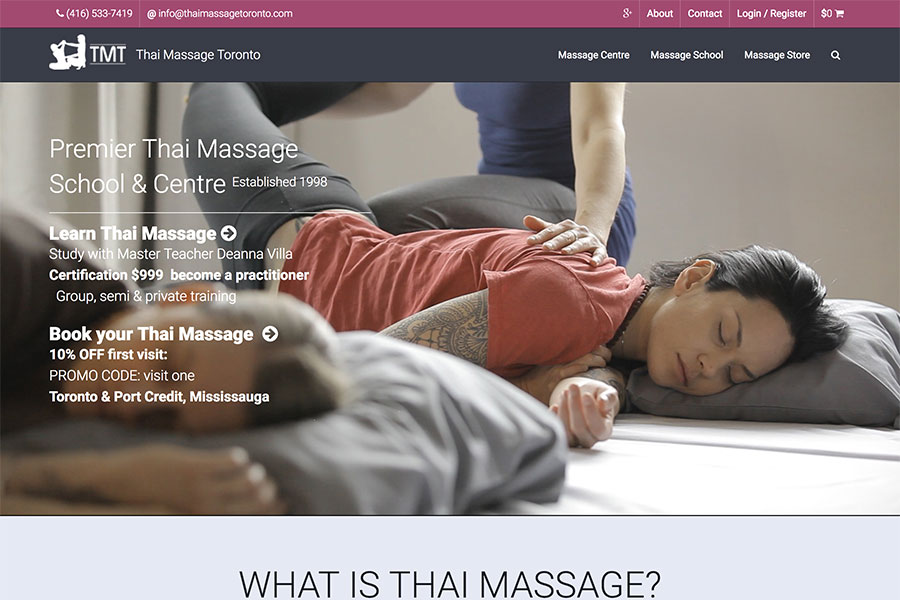 (416) 533-7419 @ info@thaimassagetoronto.com g+ About Contact Login / Register $0
TMT Thai Massage Toronto Massage Centre Massage School Massage Store
Premier Thai Massage
School & Centre Established 1998
Learn Thai Massage
Study with Master Teacher Deanna Villa
Certification $999 become a practitioner
Group, semi & private training
Book your Thai Massage
10% OFF first visit:
PROMO CODE: visit one
Toronto & Port Credit, Mississauga
WHAT IS THAI MASSAGE?